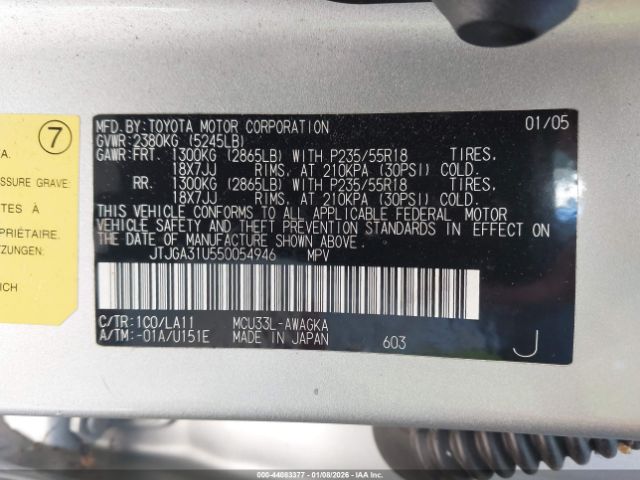 7
A.
SSURE GRAVE:
TES À
OPRIÉTAIRE.
TZUNGEN:
ICH
MFD.BY:TOYOTA MOTOR CORPORATION 01/05
GVWR:2380KG (5245LB)
GAWR:FRT. 1300KG (2865LB) WITH P235/55R18 TIRES,
18X7JJ RIMS, AT 210KPA (30PSI) COLD.
RR. 1300KG (2865LB) WITH P235/55R18 TIRES,
18X7JJ RIMS, AT 210KPA (30PSI) COLD.
THIS VEHICLE CONFORMS TO ALL APPLICABLE FEDERAL MOTOR
VEHICLE SAFETY AND THEFT PREVENTION STANDARDS IN EFFECT ON
THE DATE OF MANUFACTURE SHOWN ABOVE.
JTJGA31U550054946 MPV
C/TR:1C0/LA11 MCU33L-AWAGKA
A/TM:-01A/U151E MADE IN JAPAN 603 J
000-44083377 - 01/08/2026 - IAA, Inc.